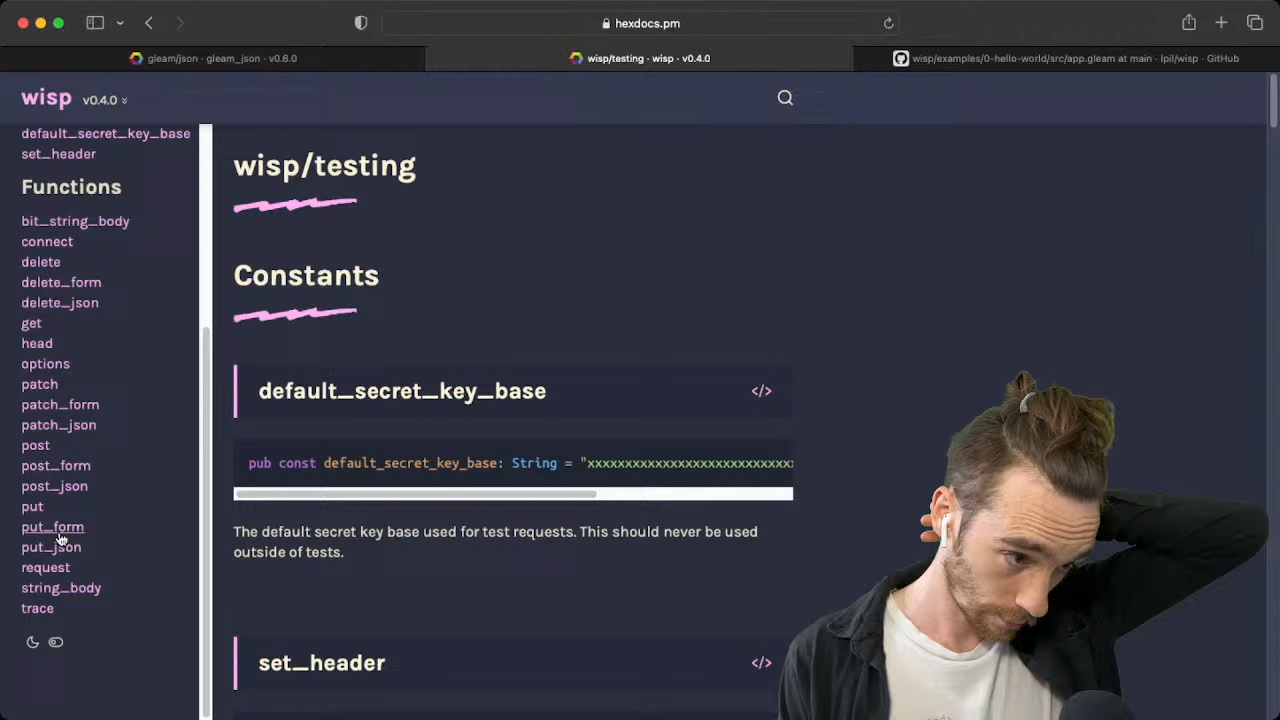 hexdocs.pm
gleam/json · gleam_json · v0.6.0
wisp/testing · wisp · v0.4.0
wisp/examples/0-hello-world/src/app.gleam at main · lpil/wisp · GitHub
wisp v0.4.0
default_secret_key_base
set_header
Functions
bit_string_body
connect
delete
delete_form
delete_json
get
head
options
patch
patch_form
patch_json
post
post_form
post_json
put
put_form
put_json
request
string_body
trace
wisp/testing
Constants
default_secret_key_base </>
pub const default_secret_key_base: String = "xxxxxxxxxxxxxxxxxxxxxxxxxxx
The default secret key base used for test requests. This should never be used
outside of tests.
set_header </>